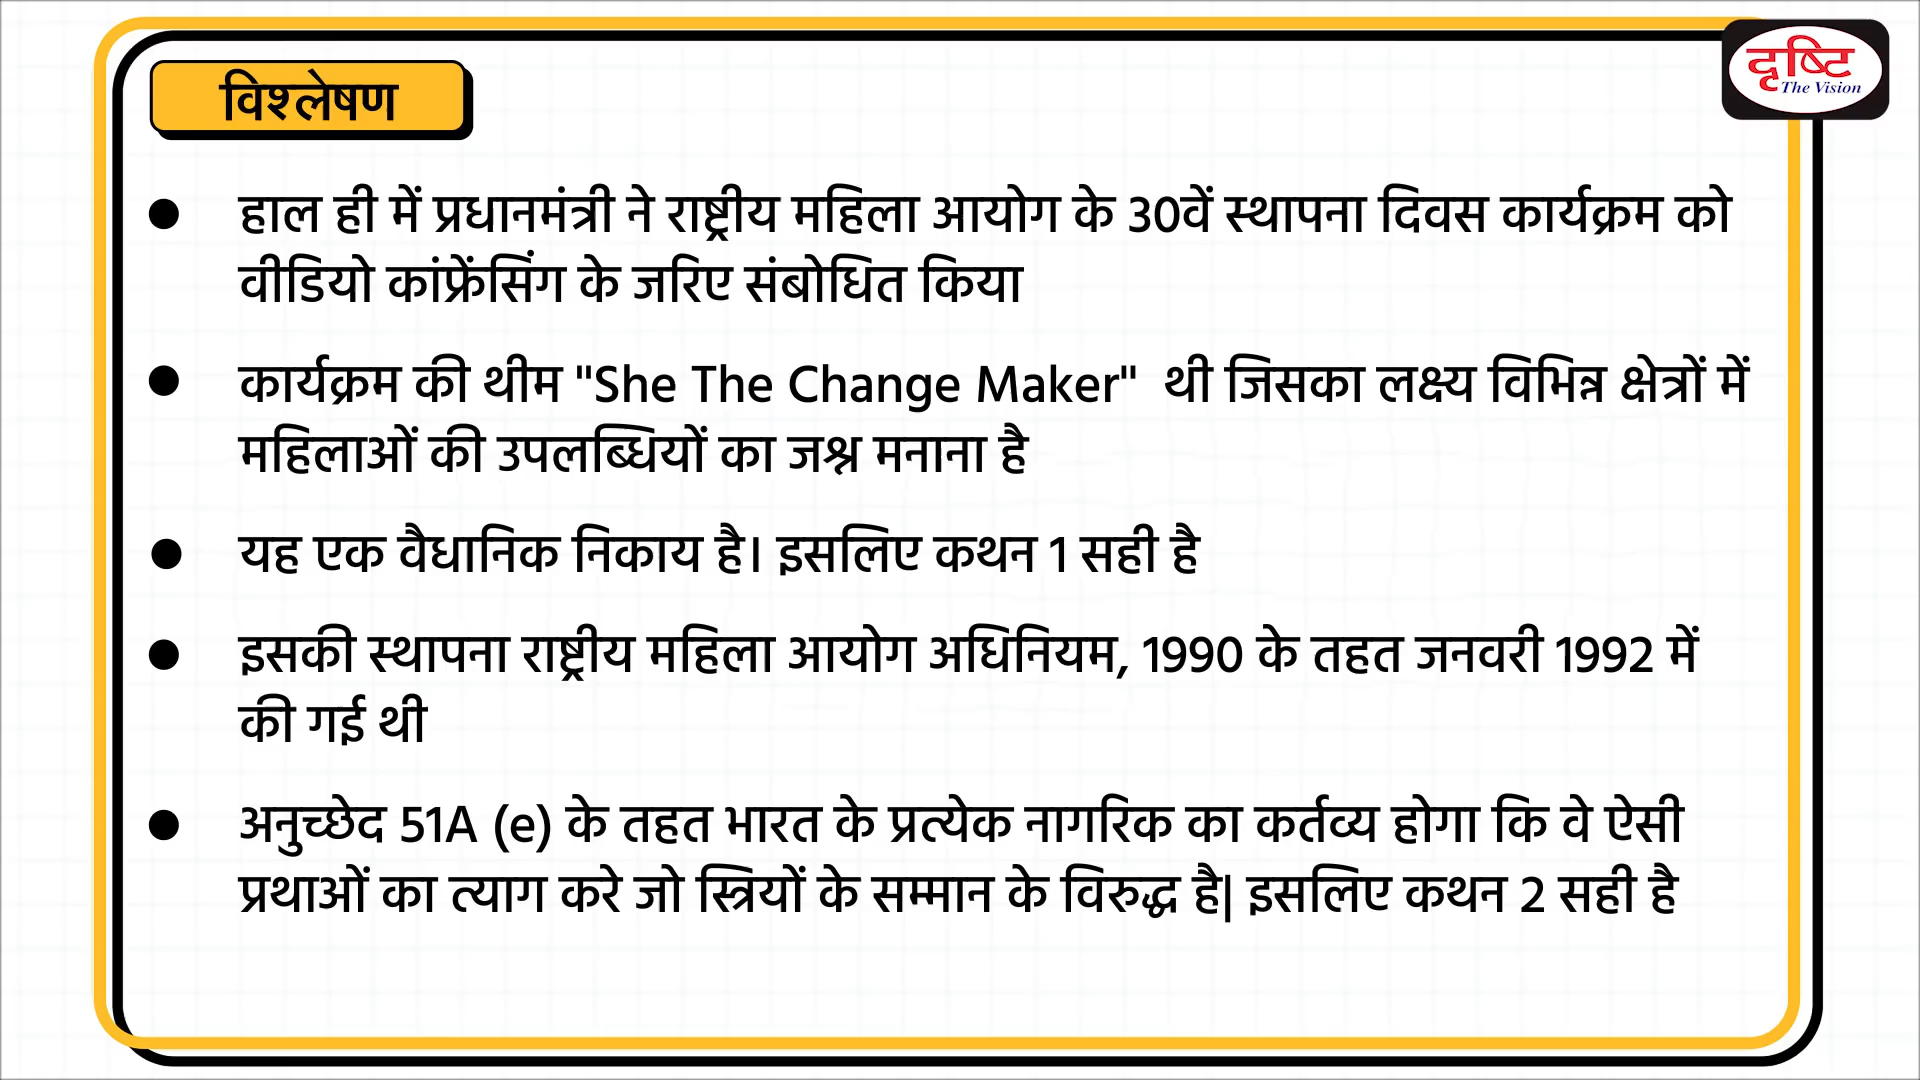 विश्लेषण
दृष्टि
The Vision
● हाल ही में प्रधानमंत्री ने राष्ट्रीय महिला आयोग के 30वें स्थापना दिवस कार्यक्रम को
वीडियो कांफ्रेंसिंग के जरिए संबोधित किया
● कार्यक्रम की थीम "She The Change Maker" थी जिसका लक्ष्य विभिन्न क्षेत्रों में
महिलाओं की उपलब्धियों का जश्न मनाना है
● यह एक वैधानिक निकाय है। इसलिए कथन 1 सही है
● इसकी स्थापना राष्ट्रीय महिला आयोग अधिनियम, 1990 के तहत जनवरी 1992 में
की गई थी
● अनुच्छेद 51A (e) के तहत भारत के प्रत्येक नागरिक का कर्तव्य होगा कि वे ऐसी
प्रथाओं का त्याग करे जो स्त्रियों के सम्मान के विरुद्ध है| इसलिए कथन 2 सही है